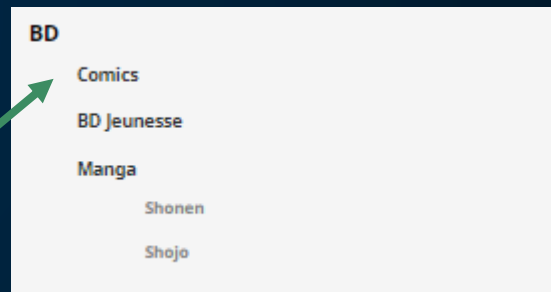 BD
Comics
BD Jeunesse
Manga
Shonen
Shojo